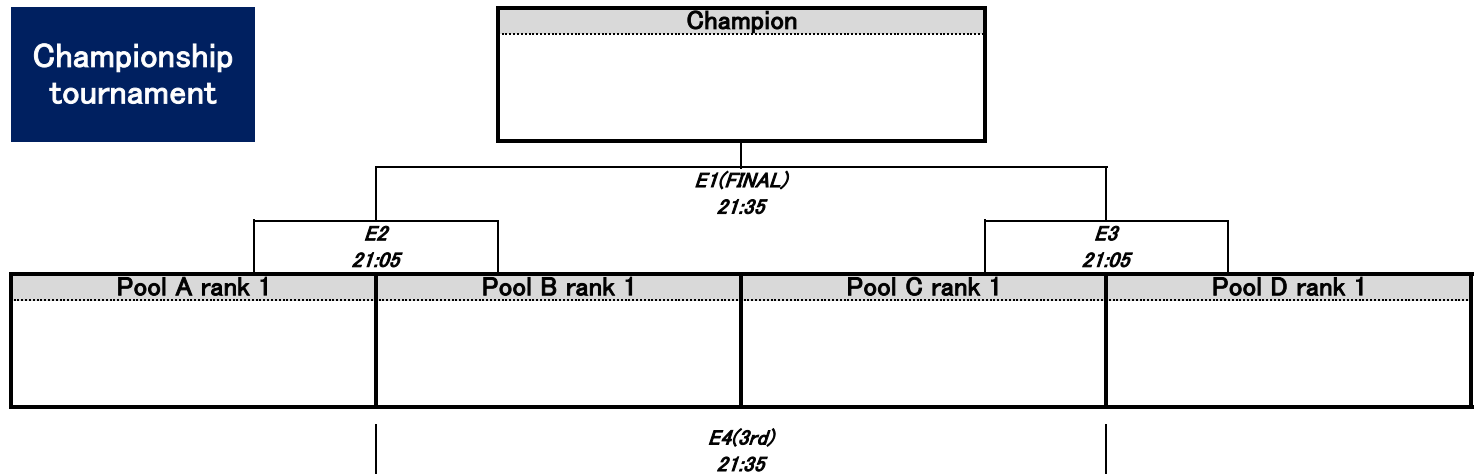 Championship
tournament
Champion
E1(FINAL)
21:35
E2
21:05
E3
21:05
Pool A rank 1
Pool B rank 1
Pool C rank 1
Pool D rank 1
E4(3rd)
21:35